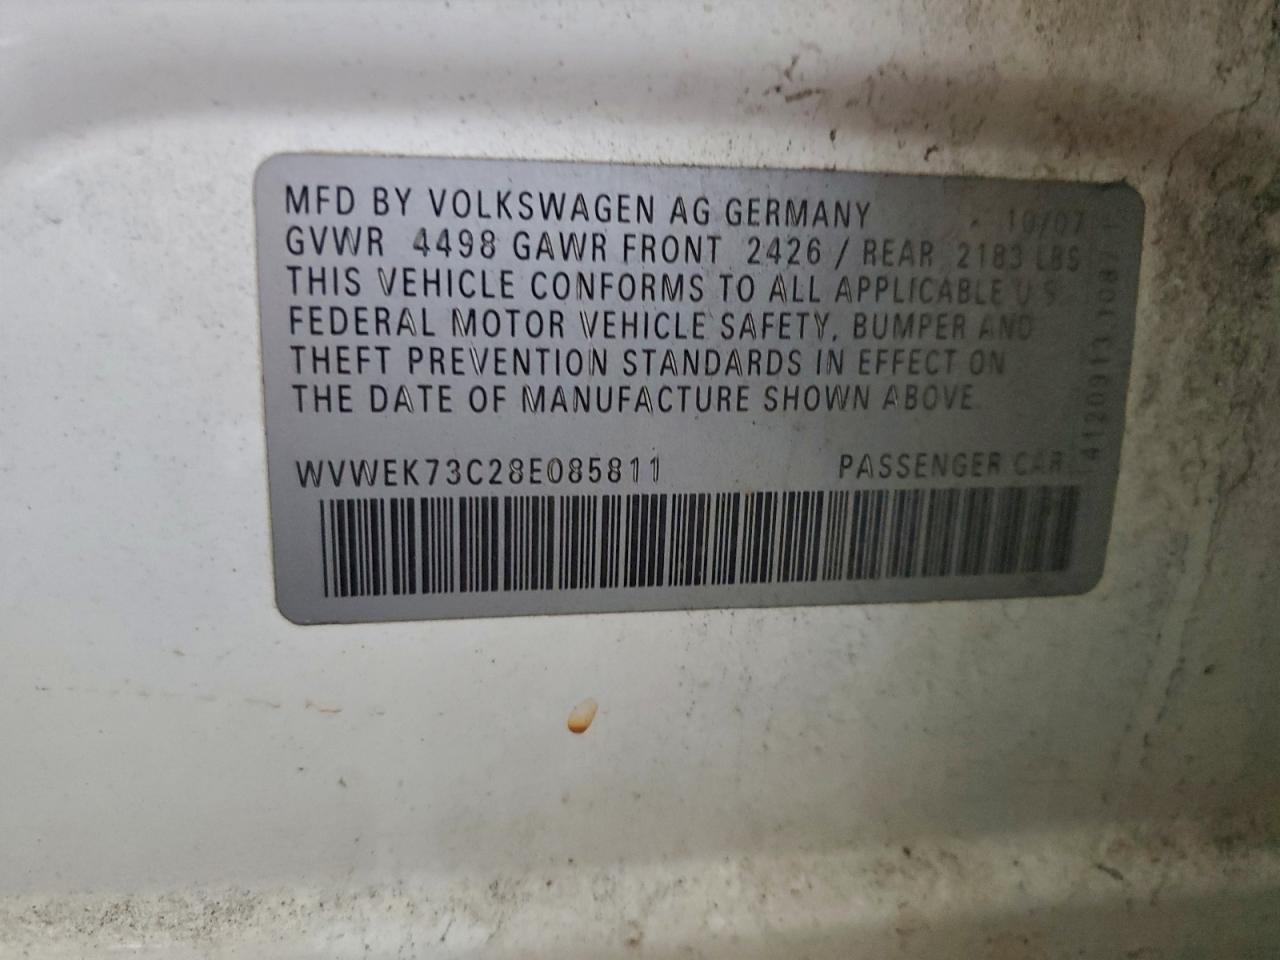 MFD BY VOLKSWAGEN AG GERMANY 10/07
GVWR 4498 GAWR FRONT 2426 / REAR 2183 LBS
THIS VEHICLE CONFORMS TO ALL APPLICABLE U S
FEDERAL MOTOR VEHICLE SAFETY, BUMPER AND
THEFT PREVENTION STANDARDS IN EFFECT ON
THE DATE OF MANUFACTURE SHOWN ABOVE.
WVWEK73C28E085811 PASSENGER CAR